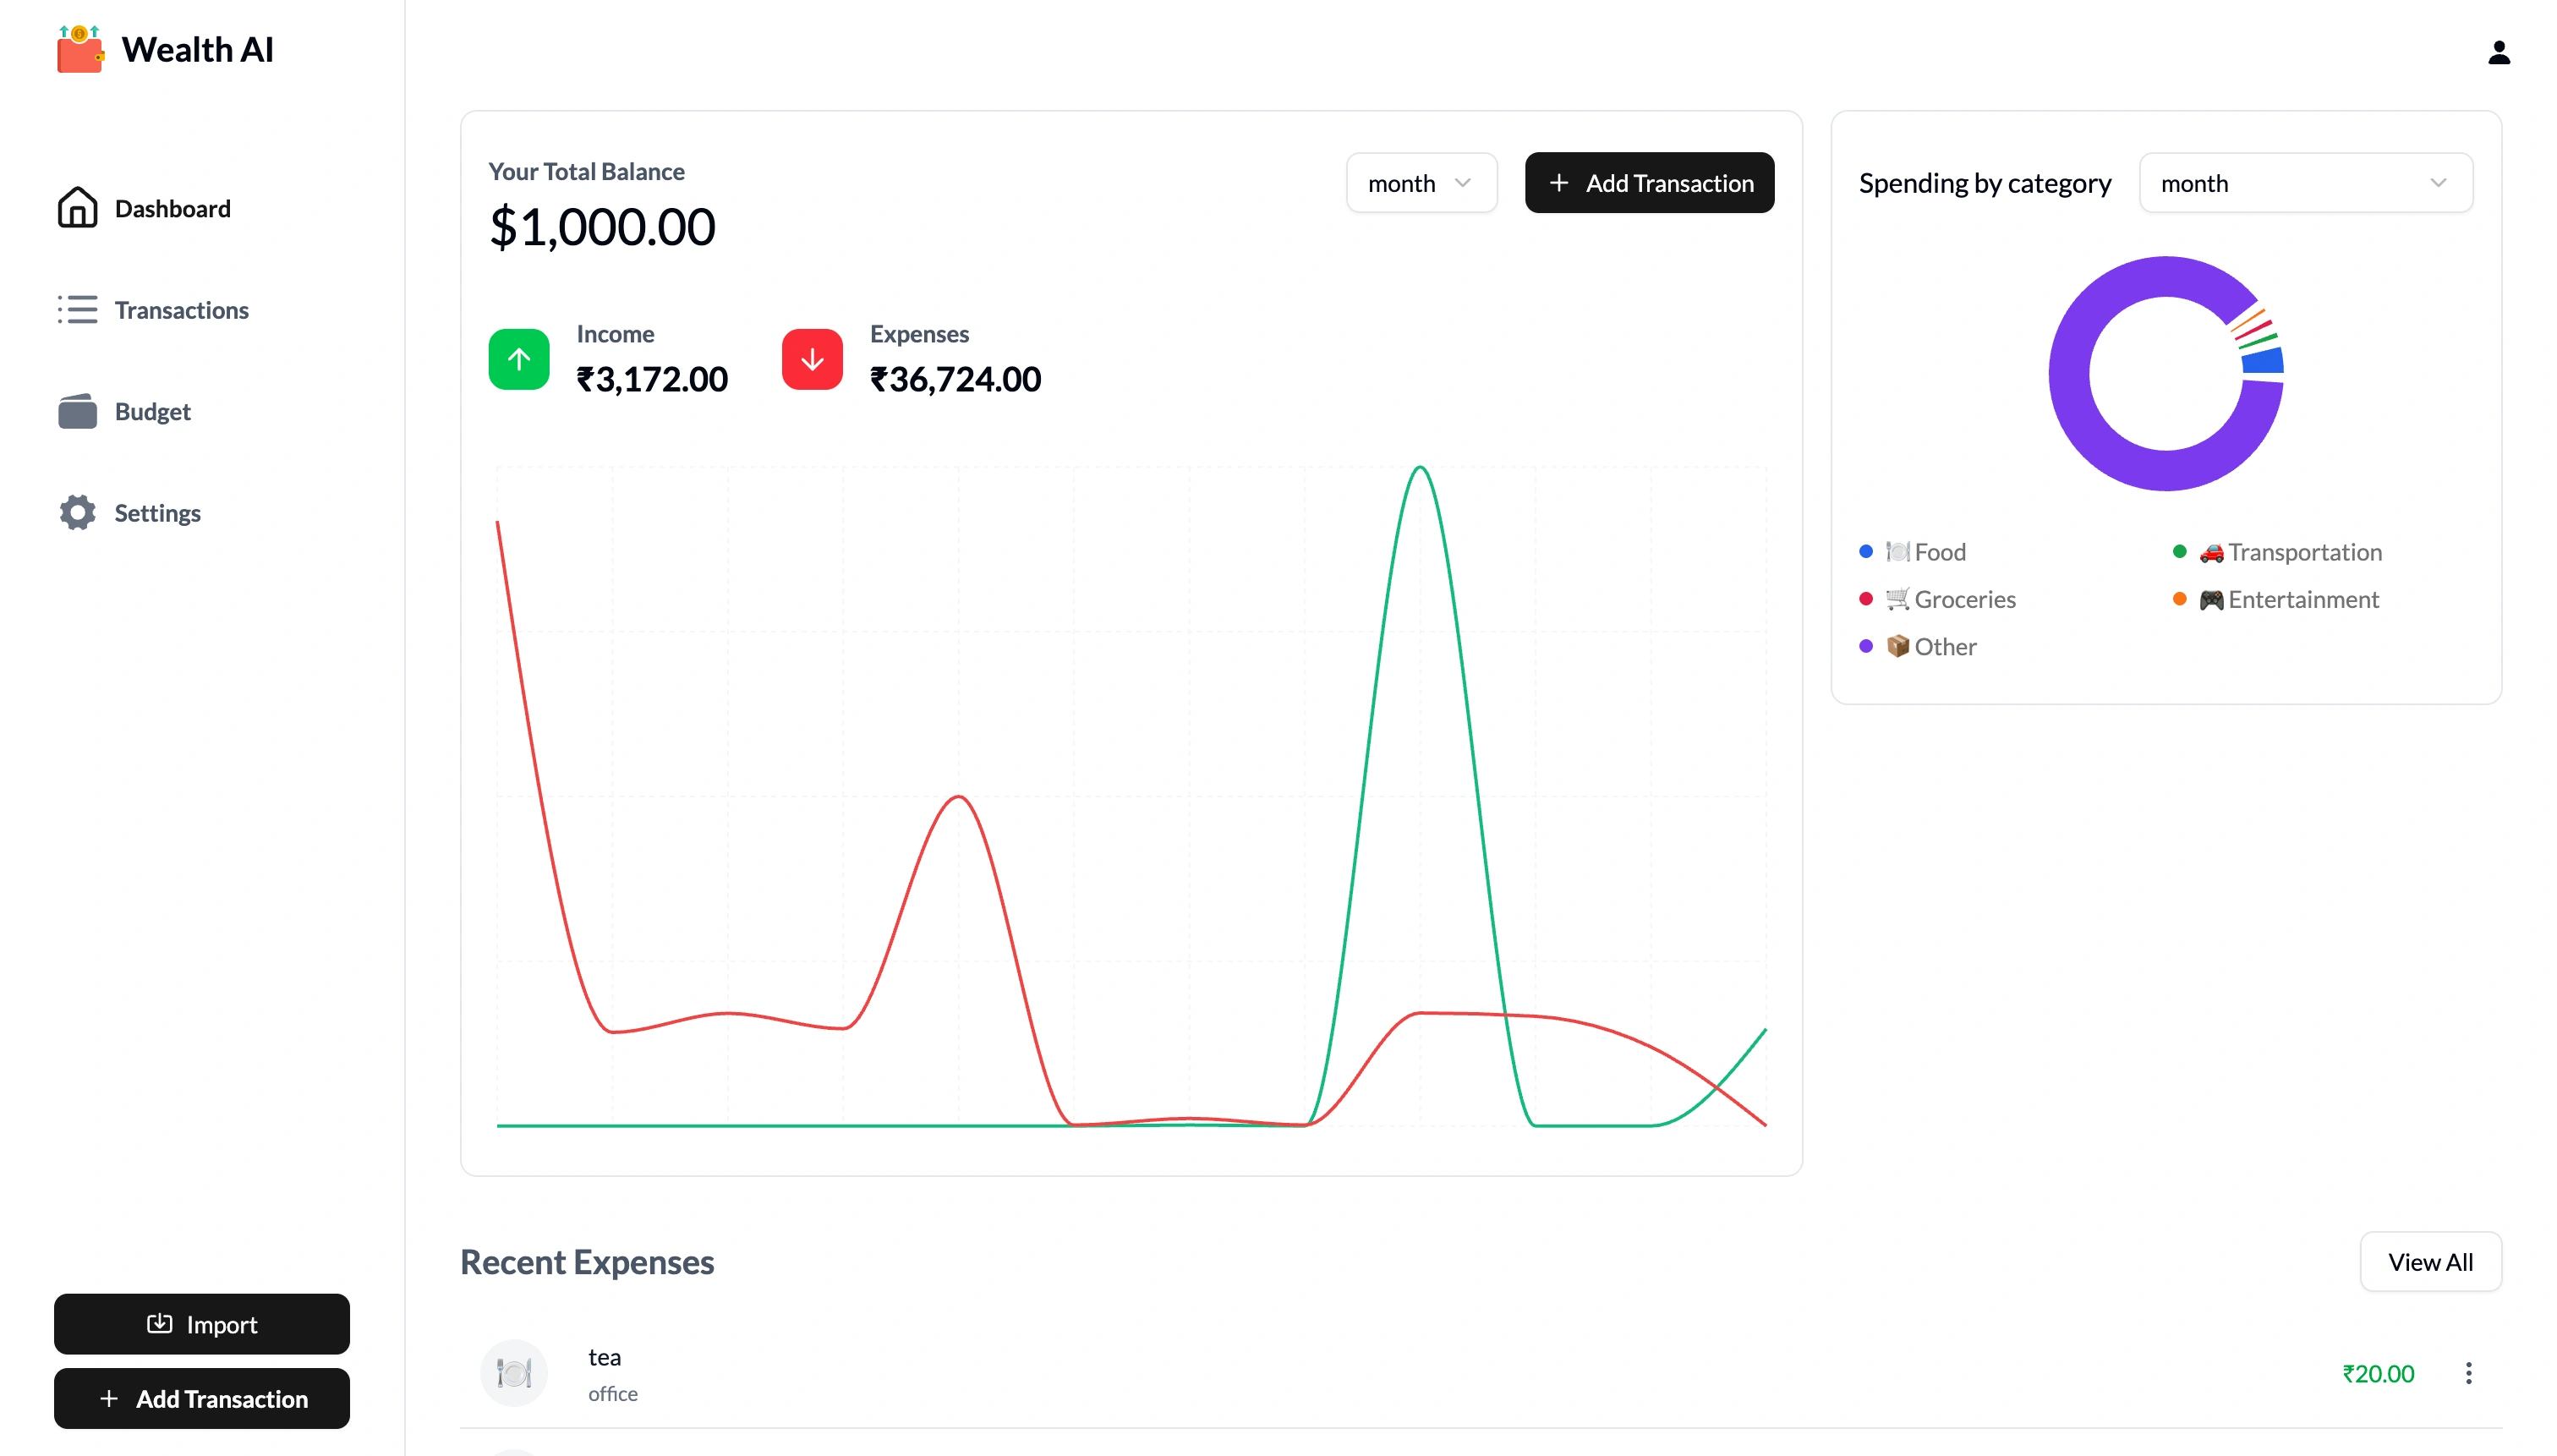 Wealth AI
Dashboard
Transactions
Budget
Settings
Import
+ Add Transaction
Your Total Balance
$1,000.00
month
+ Add Transaction
Income
₹3,172.00
Expenses
₹36,724.00
Spending by category
month
Food
Transportation
Groceries
Entertainment
Other
Recent Expenses
View All
tea
office
₹20.00